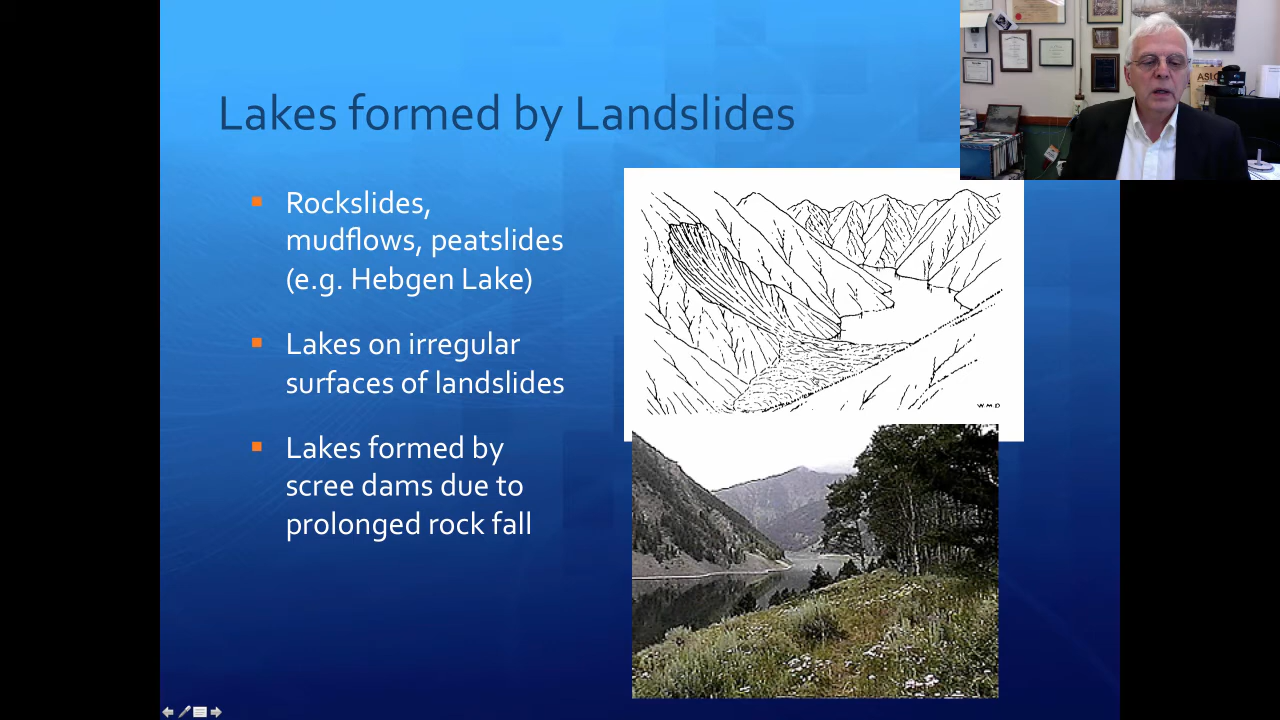 Lakes formed by Landslides
Rockslides,
mudflows, peatslides
(e.g. Hebgen Lake)
Lakes on irregular
surfaces of landslides
Lakes formed by
scree dams due to
prolonged rock fall
W M D